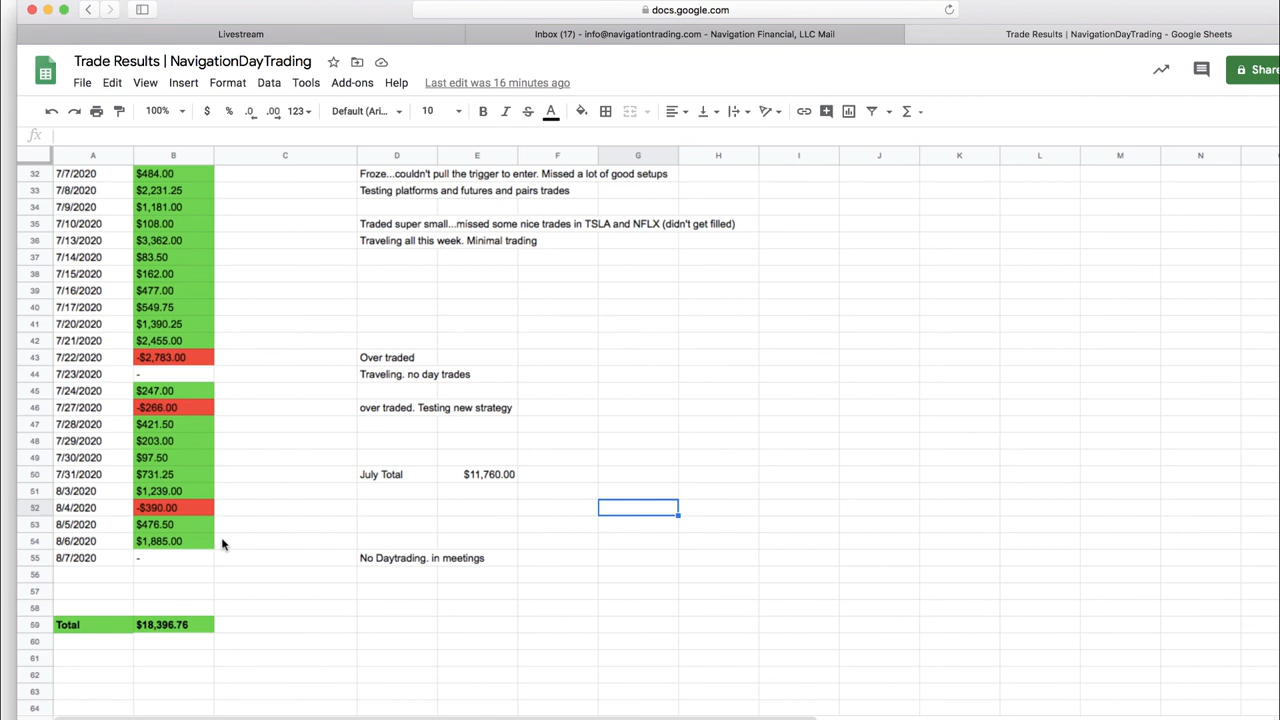 docs.google.com
Livestream
Inbox (17) - info@navigationtrading.com - Navigation Financial, LLC Mail
Trade Results | NavigationDayTrading - Google Sheets
Trade Results | NavigationDayTrading
File Edit View Insert Format Data Tools Add-ons Help Last edit was 16 minutes ago
Share
100% $ % .0 .00 123 Default (Ari... 10 B I S A Σ
fx
A B C D E F G H I J K L M N
32 7/7/2020 $484.00 Froze...couldn't pull the trigger to enter. Missed a lot of good setups
33 7/8/2020 $2,231.25 Testing platforms and futures and pairs trades
34 7/9/2020 $1,181.00
35 7/10/2020 $108.00 Traded super small...missed some nice trades in TSLA and NFLX (didn't get filled)
36 7/13/2020 $3,362.00 Traveling all this week. Minimal trading
37 7/14/2020 $83.50
38 7/15/2020 $162.00
39 7/16/2020 $477.00
40 7/17/2020 $549.75
41 7/20/2020 $1,390.25
42 7/21/2020 $2,455.00
43 7/22/2020 -$2,783.00 Over traded
44 7/23/2020 - Traveling. no day trades
45 7/24/2020 $247.00
46 7/27/2020 -$266.00 over traded. Testing new strategy
47 7/28/2020 $421.50
48 7/29/2020 $203.00
49 7/30/2020 $97.50
50 7/31/2020 $731.25 July Total $11,760.00
51 8/3/2020 $1,239.00
52 8/4/2020 -$390.00
53 8/5/2020 $476.50
54 8/6/2020 $1,885.00
55 8/7/2020 - No Daytrading. in meetings
56
57
58
59 Total $18,396.76
60
61
62
63
64